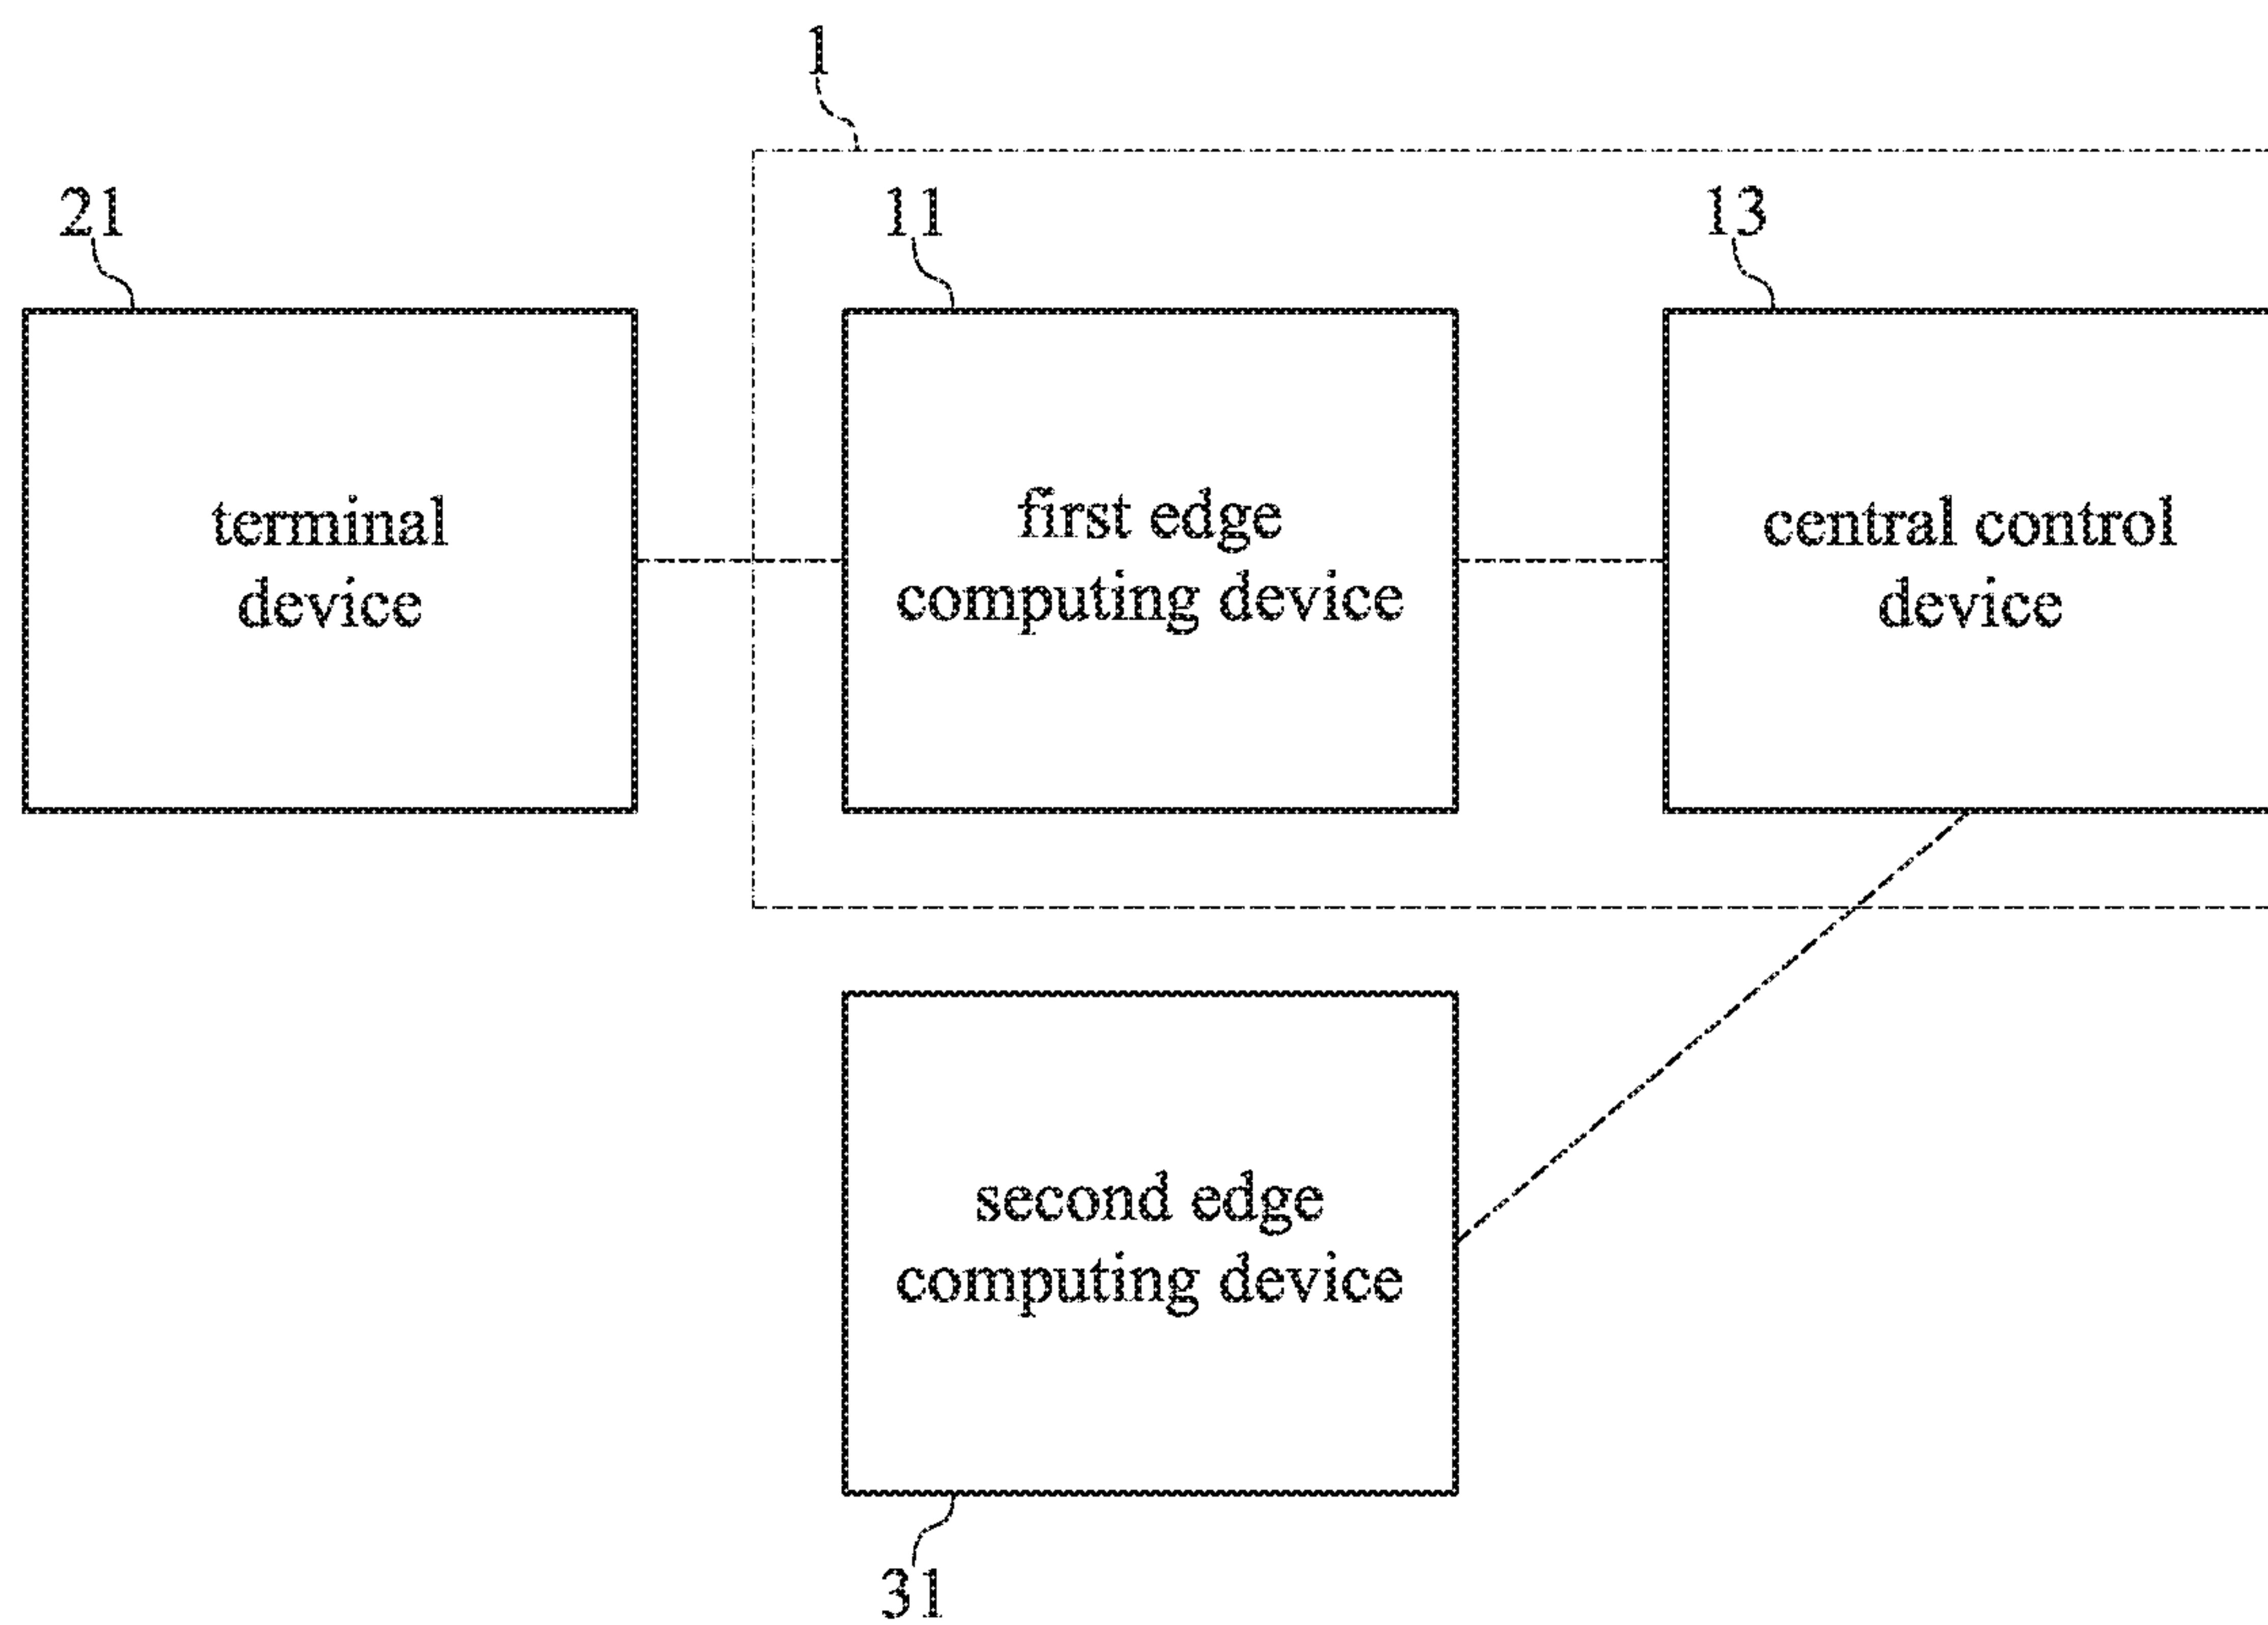 1
21
11
13
terminal
device
first edge
computing device
central control
device
second edge
computing device
31